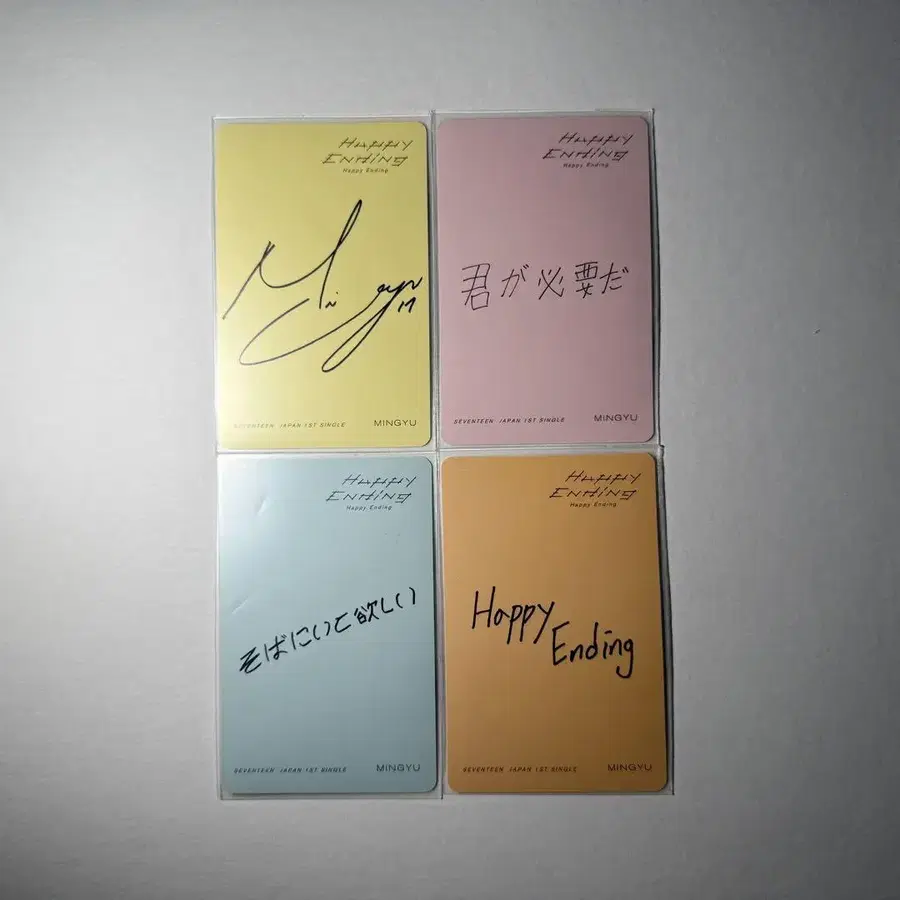 Happy
Ending
Happy Ending
Mingyu 17
SEVENTEEN JAPAN 1ST SINGLE MINGYU
Happy
Ending
Happy Ending
君が必要だ
SEVENTEEN JAPAN 1ST SINGLE MINGYU
Happy
Ending
Happy Ending
そばにいて欲しい
SEVENTEEN JAPAN 1ST SINGLE MINGYU
Happy
Ending
Happy Ending
Happy
Ending
SEVENTEEN JAPAN 1ST SINGLE MINGYU